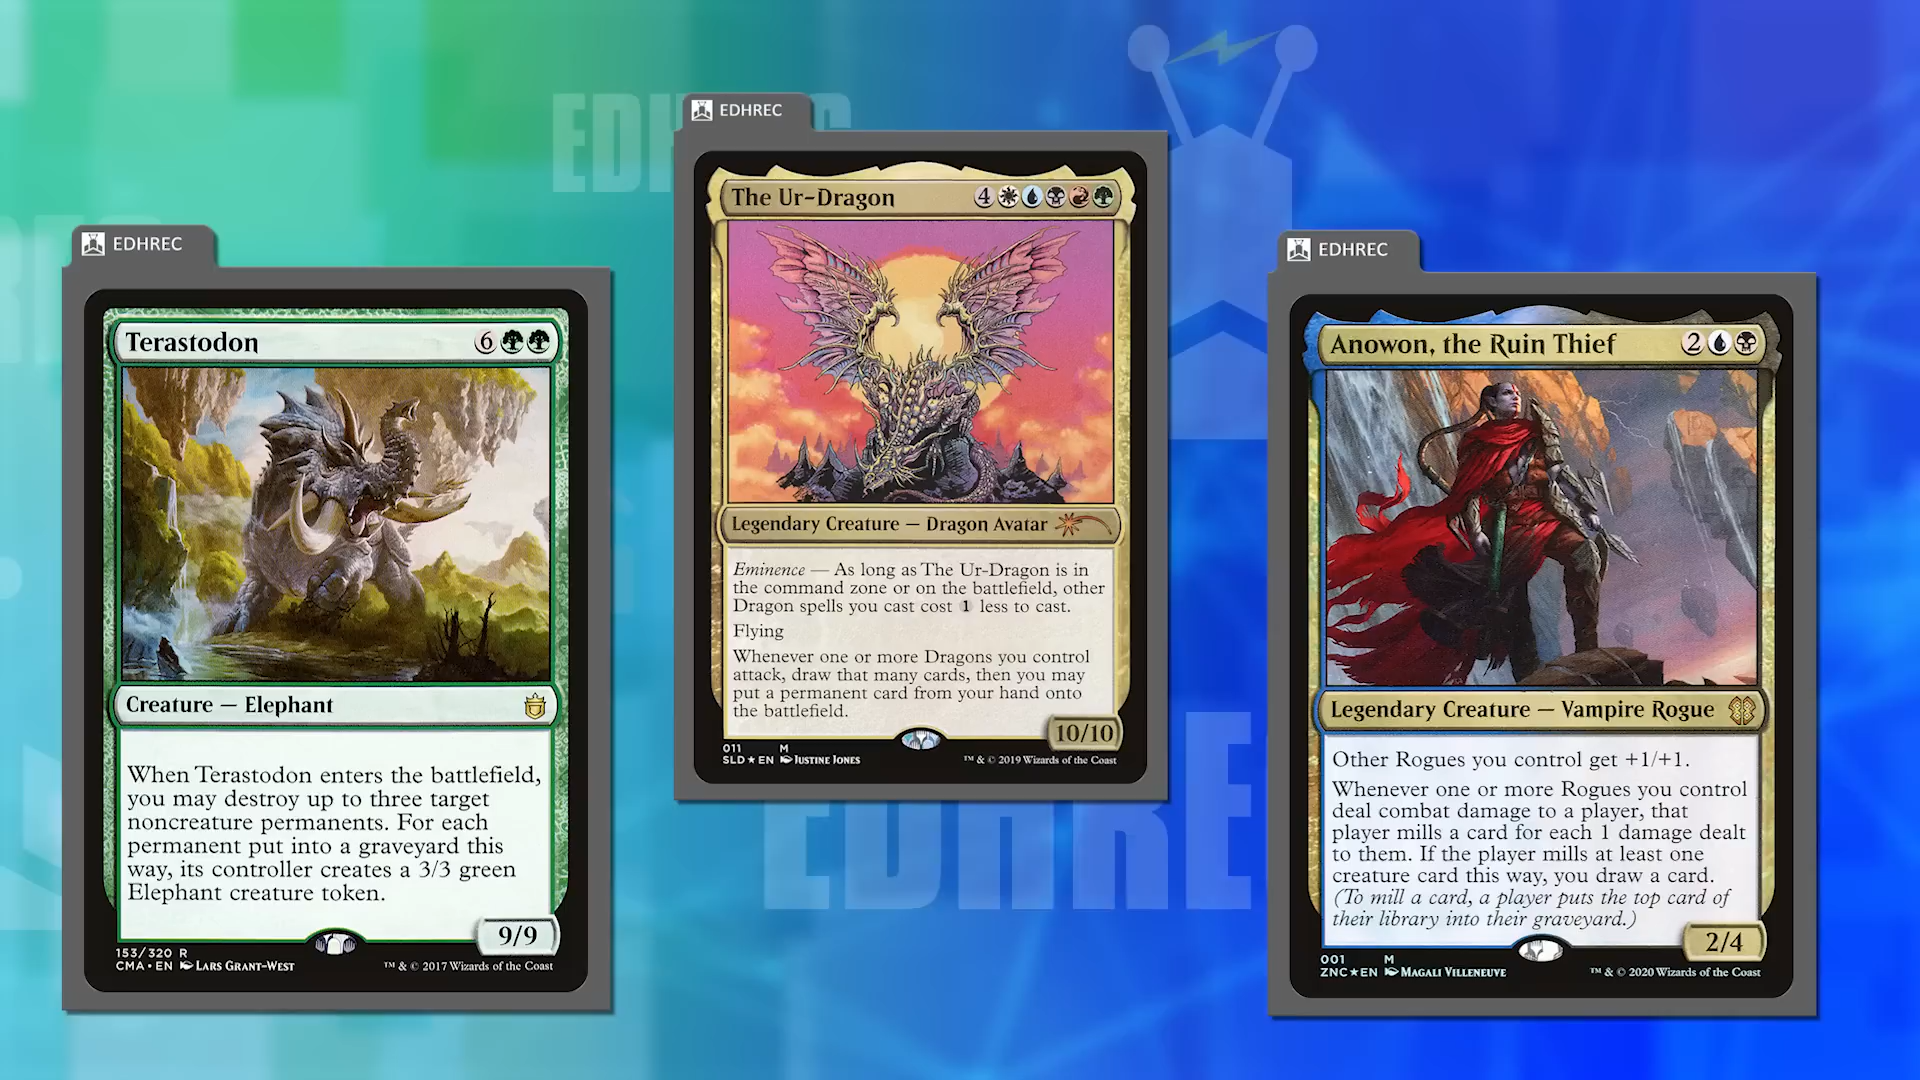 EDHREC
Terastodon 6
Creature — Elephant
When Terastodon enters the battlefield,
you may destroy up to three target
noncreature permanents. For each
permanent put into a graveyard this
way, its controller creates a 3/3 green
Elephant creature token.
9/9
153/320 R
CMA • EN LARS GRANT-WEST
™ & © 2017 Wizards of the Coast
EDHREC
The Ur-Dragon 4
Legendary Creature — Dragon Avatar
Eminence — As long as The Ur-Dragon is in
the command zone or on the battlefield, other
Dragon spells you cast cost 1 less to cast.
Flying
Whenever one or more Dragons you control
attack, draw that many cards, then you may
put a permanent card from your hand onto
the battlefield.
10/10
011 M
SLD ★ EN JUSTINE JONES
™ & © 2019 Wizards of the Coast
EDHREC
Anowon, the Ruin Thief 2
Legendary Creature — Vampire Rogue
Other Rogues you control get +1/+1.
Whenever one or more Rogues you control
deal combat damage to a player, that
player mills a card for each 1 damage dealt
to them. If the player mills at least one
creature card this way, you draw a card.
(To mill a card, a player puts the top card of
their library into their graveyard.)
2/4
001 M
ZNC ★ EN MAGALI VILLENEUVE
™ & © 2020 Wizards of the Coast
EDHREC